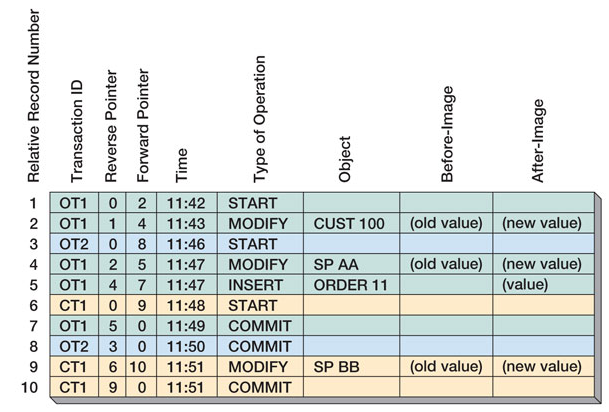 Relative Record Number Transaction ID Reverse Pointer Forward Pointer Time Type of Operation Object Before-Image After-Image
1 OT1 0 2 11:42 START
2 OT1 1 4 11:43 MODIFY CUST 100 (old value) (new value)
3 OT2 0 8 11:46 START
4 OT1 2 5 11:47 MODIFY SP AA (old value) (new value)
5 OT1 4 7 11:47 INSERT ORDER 11 (value)
6 CT1 0 9 11:48 START
7 OT1 5 0 11:49 COMMIT
8 OT2 3 0 11:50 COMMIT
9 CT1 6 10 11:51 MODIFY SP BB (old value) (new value)
10 CT1 9 0 11:51 COMMIT